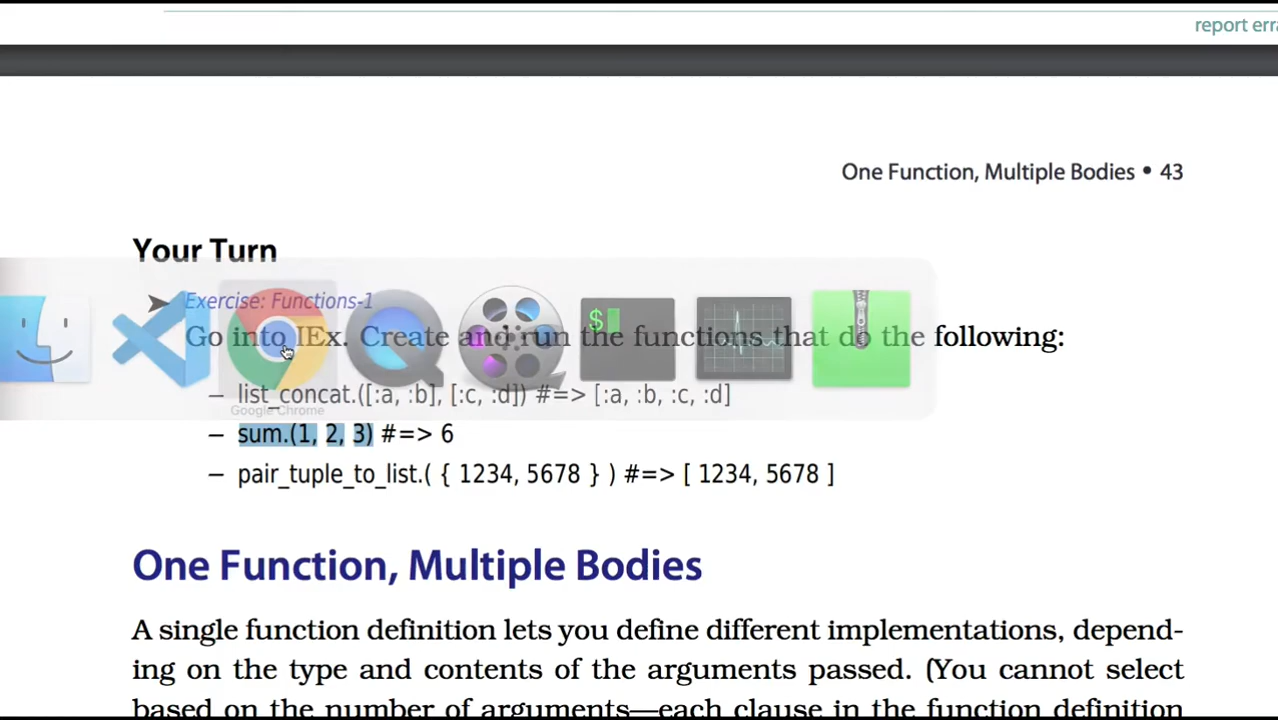 report erra
One Function, Multiple Bodies • 43
Your Turn
➤ Exercise: Functions-1
Go into IEx. Create and run the functions that do the following:
$
– list_concat.([:a, :b], [:c, :d]) #=> [:a, :b, :c, :d]
Google Chrome
– sum.(1, 2, 3) #=> 6
– pair_tuple_to_list.( { 1234, 5678 } ) #=> [ 1234, 5678 ]
One Function, Multiple Bodies
A single function definition lets you define different implementations, depend-
ing on the type and contents of the arguments passed. (You cannot select
based on the number of arguments—each clause in the function definition